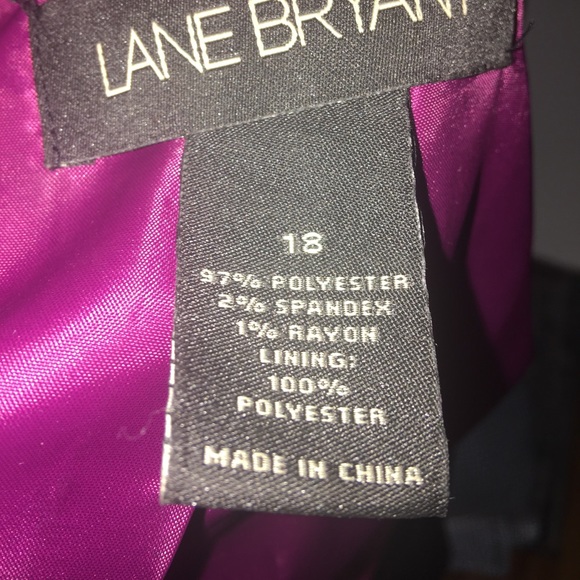 LANE BRYANT
18
97% POLYESTER
2% SPANDEX
1% RAYON
LINING:
100%
POLYESTER
MADE IN CHINA